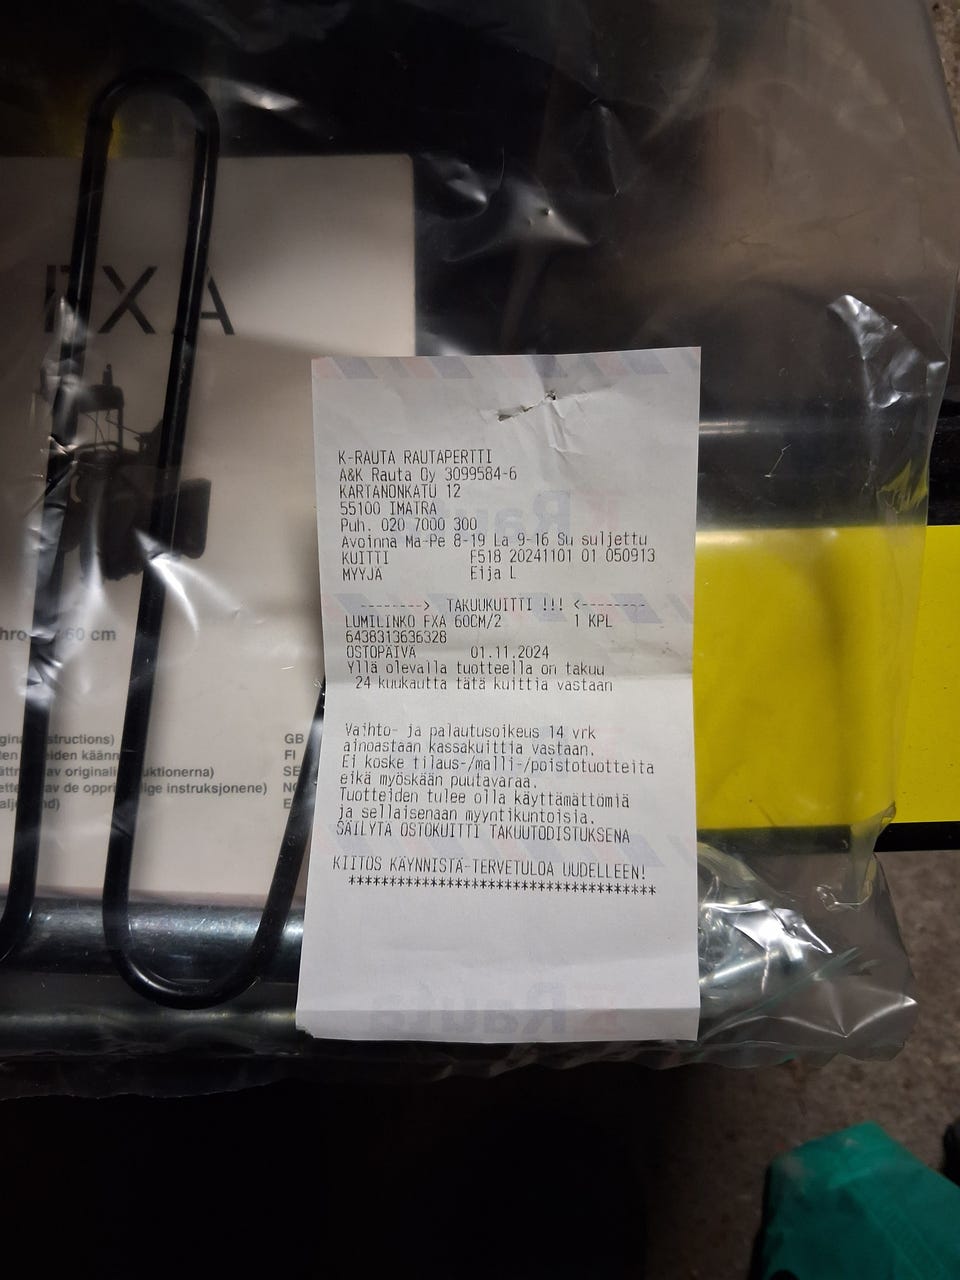 FXA
60 cm
GB
FI
SE
K-RAUTA RAUTAPERTTI
A&K Rauta Oy 3099584-6
KARTANONKATU 12
55100 IMATRA
Puh. 020 7000 300
Avoinna Ma-Pe 8-19 La 9-16 Su suljettu
KUITTI F518 20241101 01 050913
MYYJÄ Eija L
--------> TAKUUKUITTI !!! <--------
LUMILINKO FXA 60CM/2 1 KPL
6438313636328
OSTOPÄIVÄ 01.11.2024
Yllä olevalla tuotteella on takuu
24 kuukautta tätä kuittia vastaan
Vaihto- ja palautusoikeus 14 vrk
ainoastaan kassakuittia vastaan.
Ei koske tilaus-/malli-/poistotuotteita
eikä myöskään puutavaraa.
Tuotteiden tulee olla käyttämättömiä
ja sellaisenaan myyntikuntoisia.
SÄILYTÄ OSTOKUITTI TAKUUTODISTUKSENA
KIITOS KÄYNNISTÄ-TERVETULOA UUDELLEEN!
**************************************
Rauta